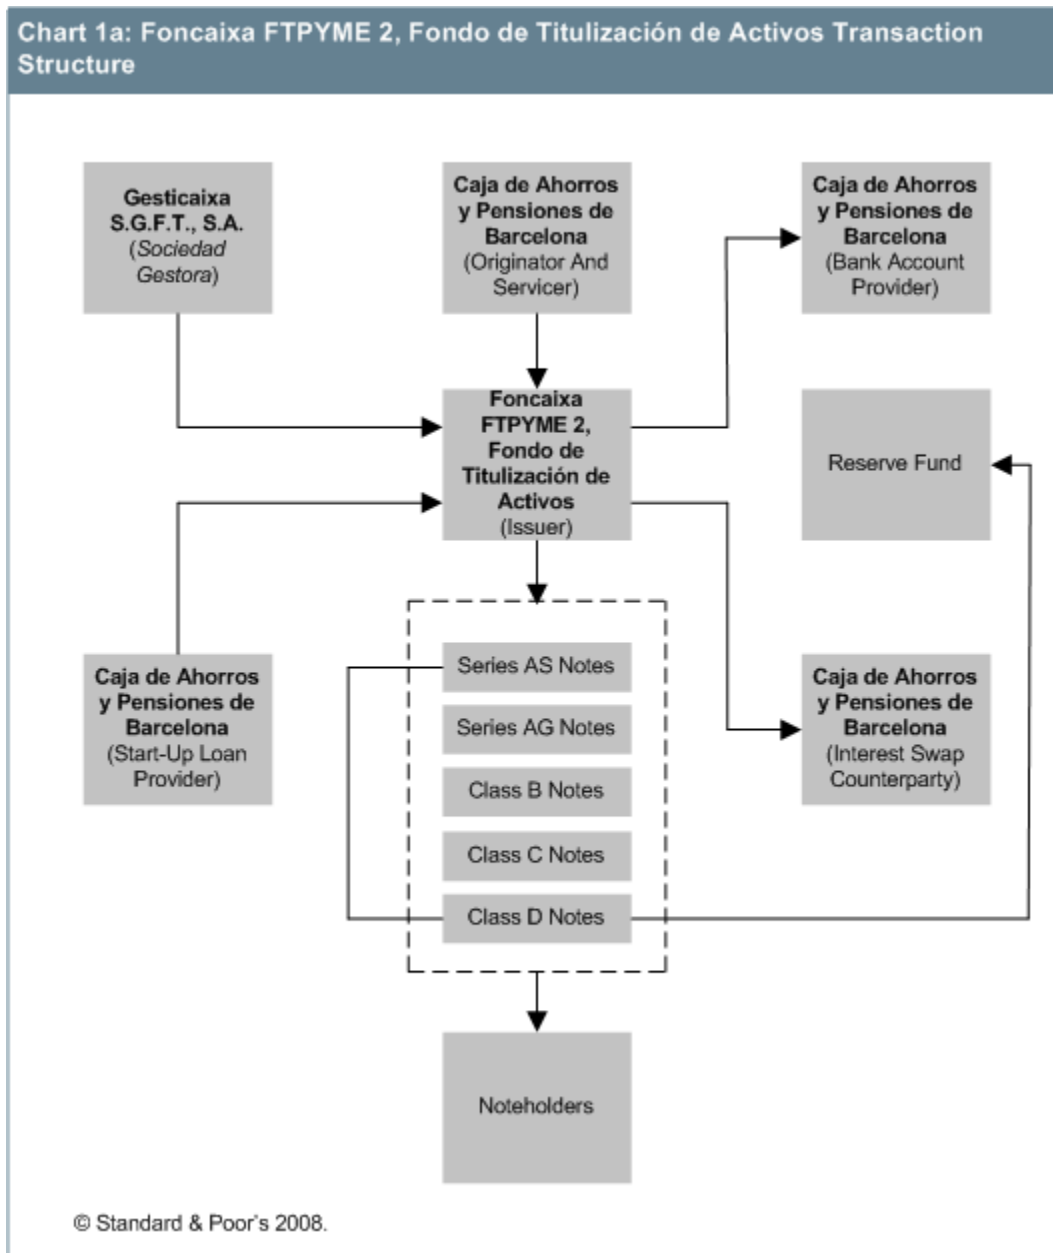 Chart 1a: Foncaixa FTPYME 2, Fondo de Titulización de Activos Transaction
Structure
Gesticaixa
S.G.F.T., S.A.
(Sociedad
Gestora)
Caja de Ahorros
y Pensiones de
Barcelona
(Originator And
Servicer)
Caja de Ahorros
y Pensiones de
Barcelona
(Bank Account
Provider)
Foncaixa
FTPYME 2,
Fondo de
Titulización de
Activos
(Issuer)
Reserve Fund
Caja de Ahorros
y Pensiones de
Barcelona
(Start-Up Loan
Provider)
Series AS Notes
Series AG Notes
Class B Notes
Class C Notes
Class D Notes
Caja de Ahorros
y Pensiones de
Barcelona
(Interest Swap
Counterparty)
Noteholders
© Standard & Poor's 2008.